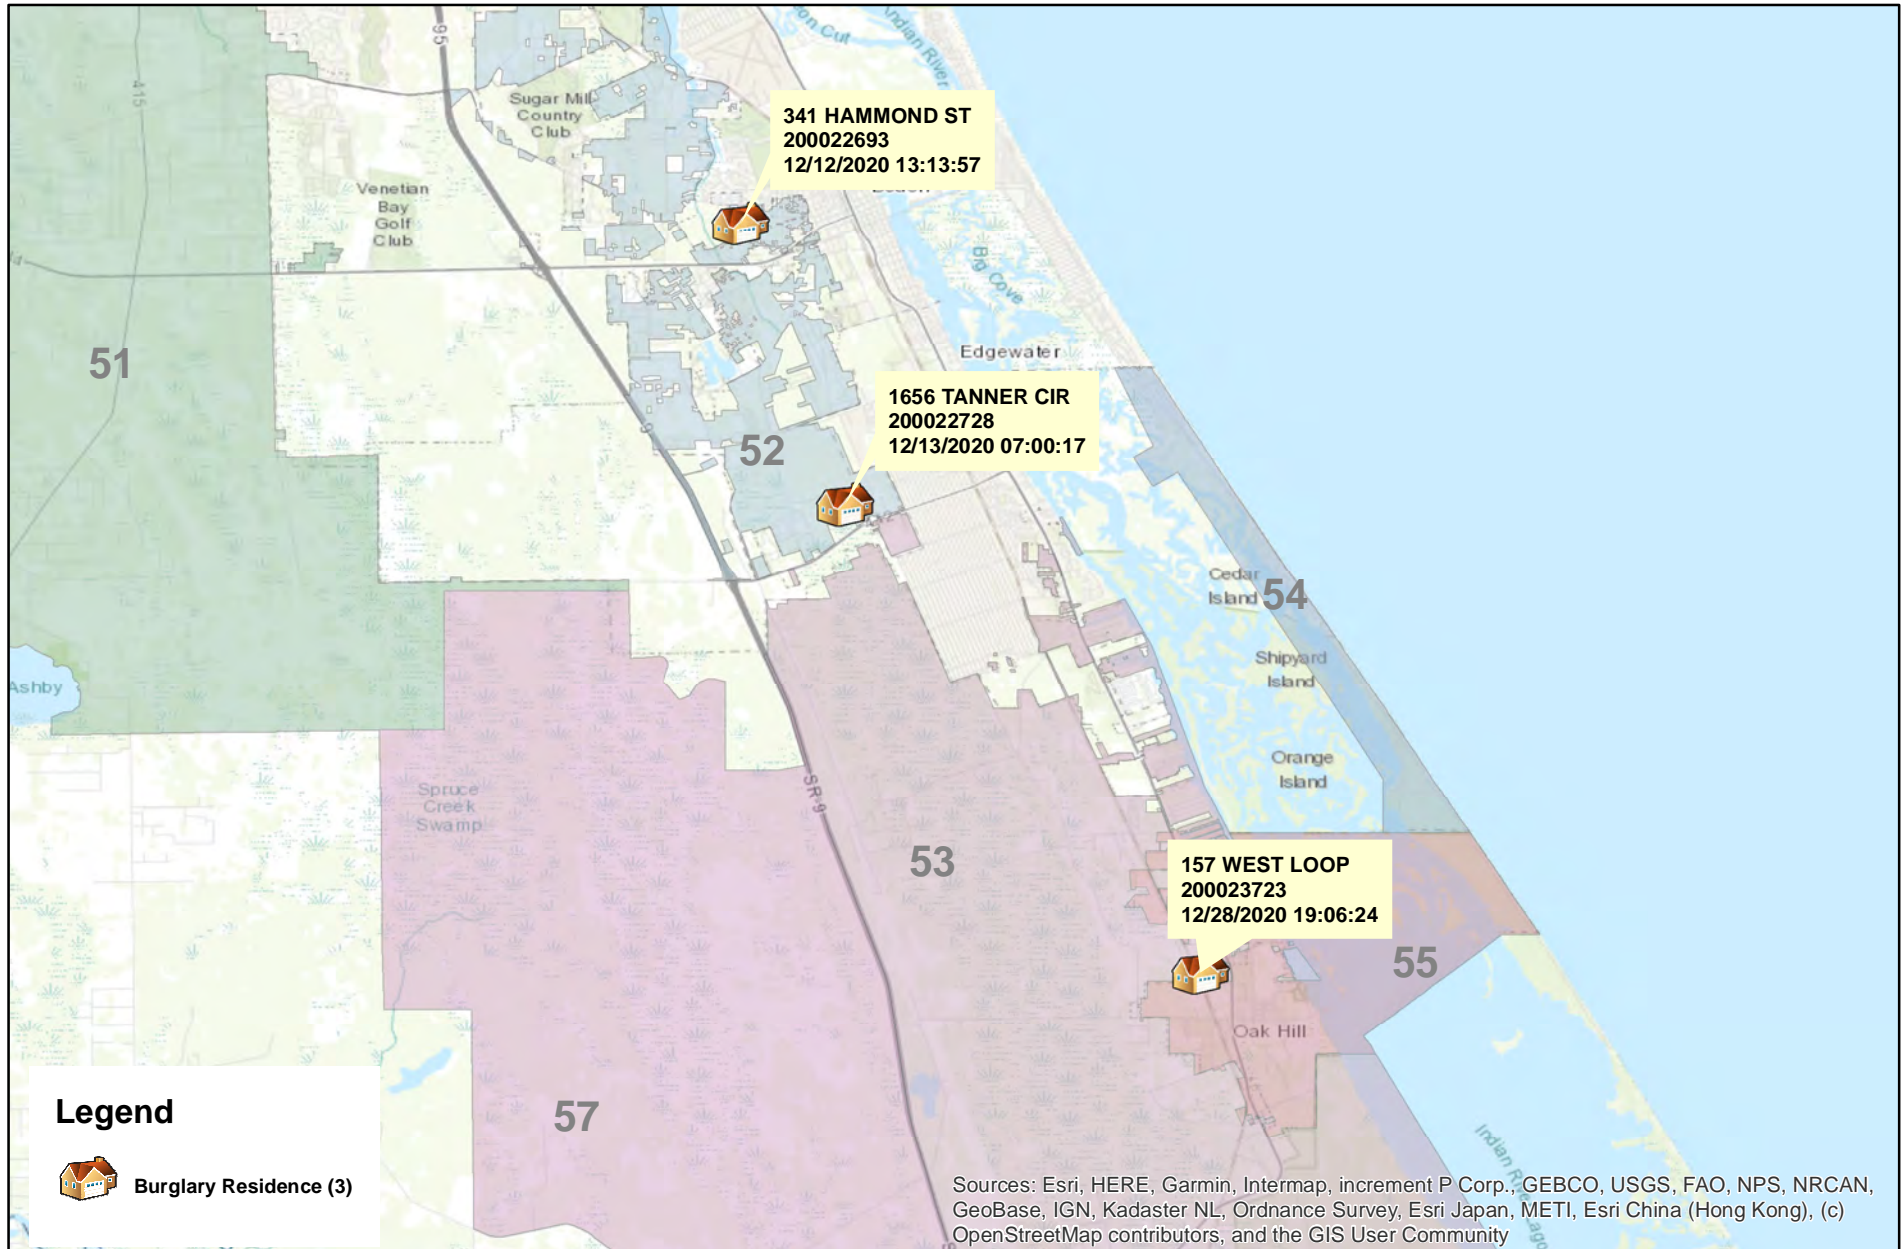 95
415
Sugar Mill
Country
Club
Indian River
341 HAMMOND ST
200022693
12/12/2020 13:13:57
Venetian
Bay
Golf
Club
Big Cove
51
Edgewater
1656 TANNER CIR
200022728
12/13/2020 07:00:17
52
Cedar
Island
54
Shipyard
Island
Ashby
Orange
Island
SR 9
Spruce
Creek
Swamp
53
157 WEST LOOP
200023723
12/28/2020 19:06:24
55
Oak Hill
57
Legend
Burglary Residence (3)
Sources: Esri, HERE, Garmin, Intermap, increment P Corp., GEBCO, USGS, FAO, NPS, NRCAN,
GeoBase, IGN, Kadaster NL, Ordnance Survey, Esri Japan, METI, Esri China (Hong Kong), (c)
OpenStreetMap contributors, and the GIS User Community